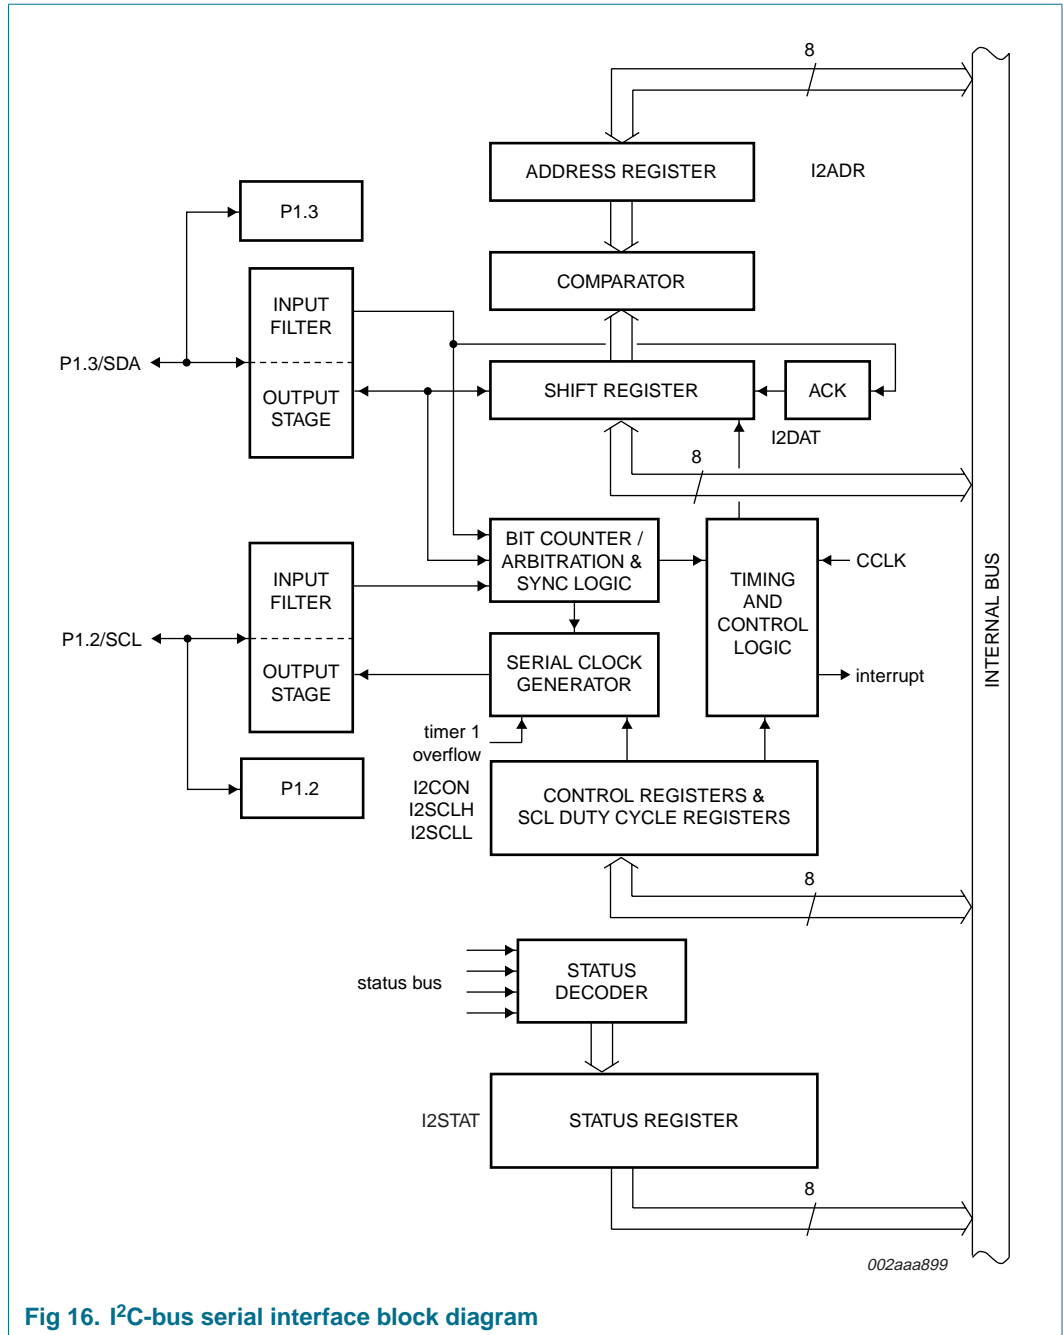 8
ADDRESS REGISTER
I2ADR
P1.3
COMPARATOR
INPUT
FILTER
P1.3/SDA
OUTPUT
STAGE
SHIFT REGISTER
ACK
I2DAT
8
BIT COUNTER /
ARBITRATION &
SYNC LOGIC
INPUT
FILTER
TIMING
AND
CONTROL
LOGIC
CCLK
INTERNAL BUS
P1.2/SCL
OUTPUT
STAGE
SERIAL CLOCK
GENERATOR
interrupt
timer 1
overflow
P1.2
I2CON
I2SCLH
I2SCLL
CONTROL REGISTERS &
SCL DUTY CYCLE REGISTERS
8
status bus
STATUS
DECODER
I2STAT
STATUS REGISTER
8
002aaa899
Fig 16. I²C-bus serial interface block diagram